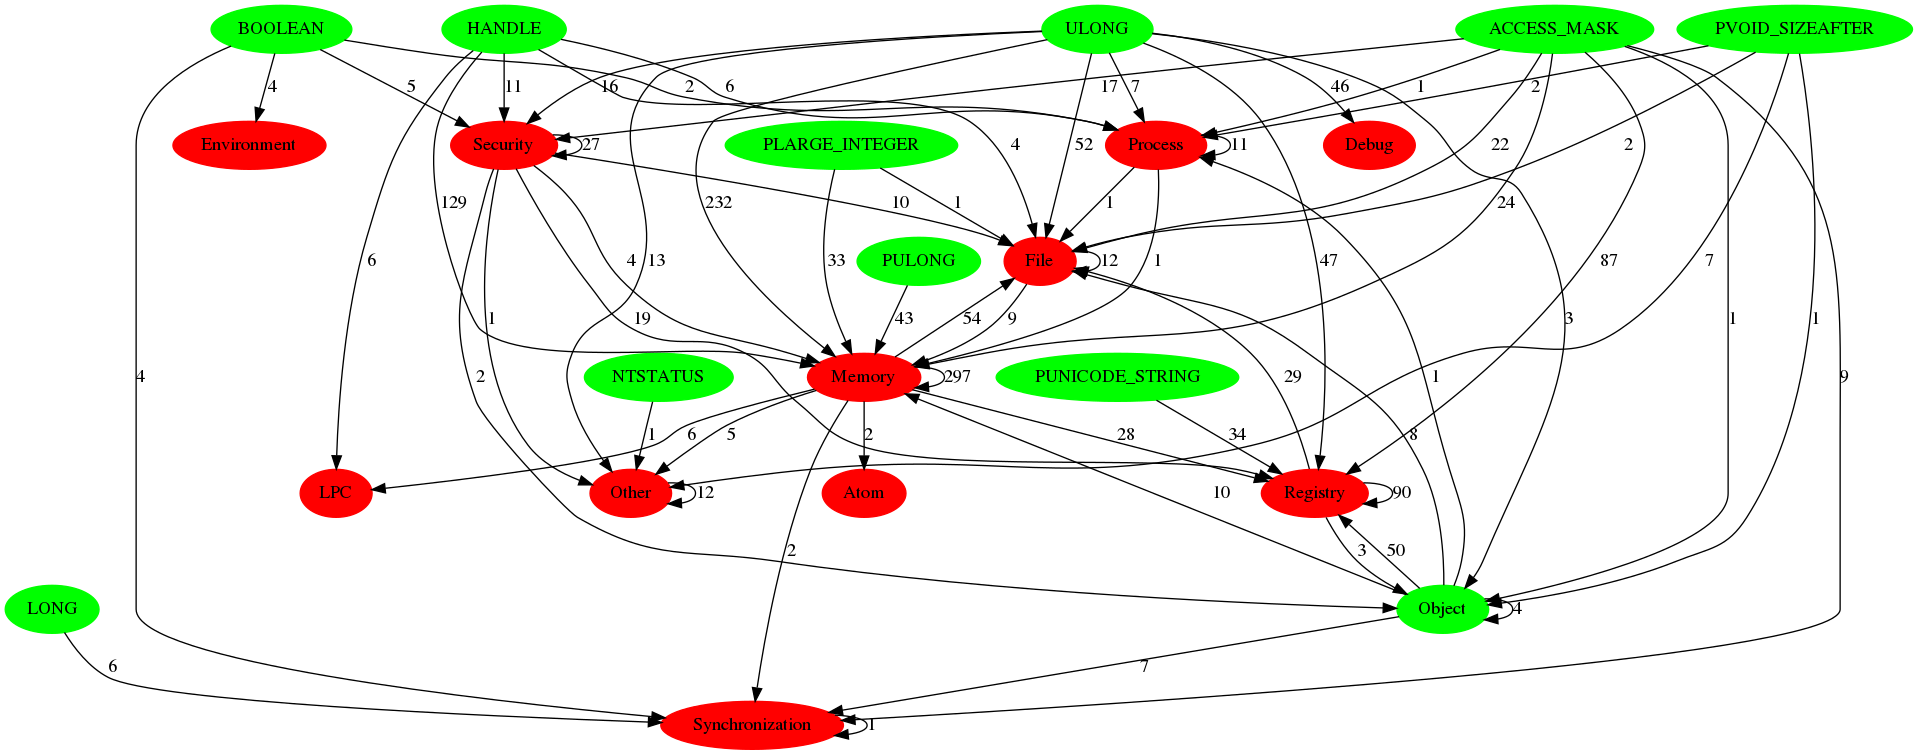 BOOLEAN HANDLE ULONG ACCESS_MASK PVOID_SIZEAFTER
4 5 11 16 2 6 7 17 46 1 2
Environment Security PLARGE_INTEGER Process Debug
27 4 52 11 22 2
129 10 1 1 24
6 232 13 4 33 PULONG File 12 1 47 87 7
1 19 43 54 9 3 1 1
4 2 NTSTATUS Memory 297 PUNICODE_STRING 29 1 9
1 6 5 2 28 34 8
LPC Other 12 Atom 10 Registry 90
2 3 50
LONG Object 4
6 7
Synchronization 1